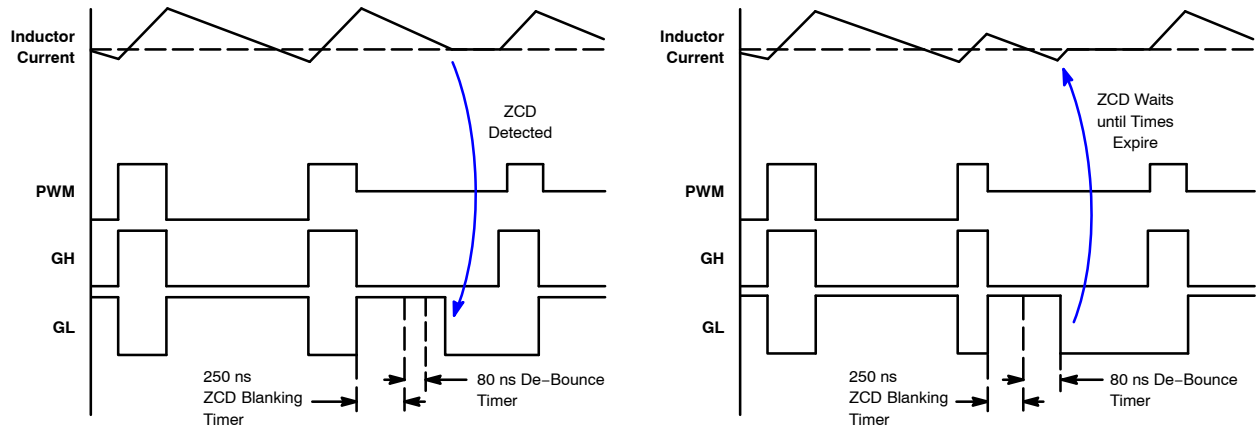 Inductor
Current
ZCD
Detected
PWM
GH
GL
250 ns
ZCD Blanking
Timer
80 ns De−Bounce
Timer
Inductor
Current
ZCD Waits
until Times
Expire
PWM
GH
GL
250 ns
ZCD Blanking
Timer
80 ns De−Bounce
Timer